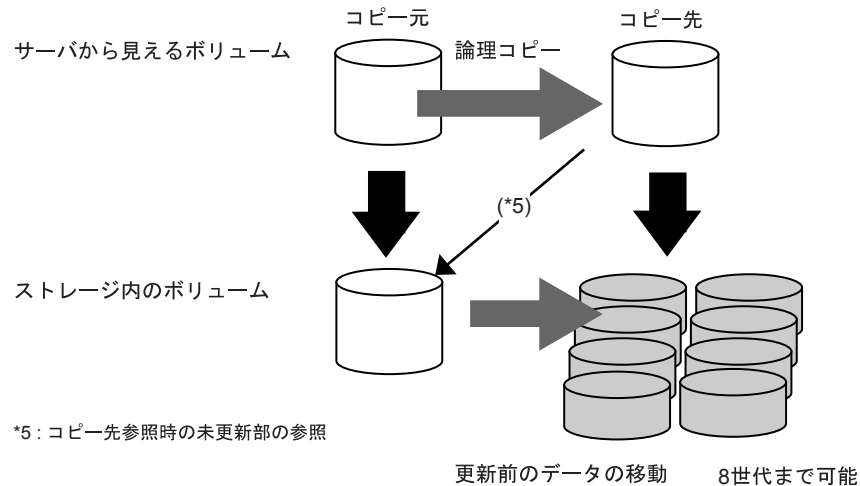 コピー元
コピー先
サーバから見えるボリューム
論理コピー
(*5)
ストレージ内のボリューム
*5 : コピー先参照時の未更新部の参照
更新前のデータの移動
8世代まで可能